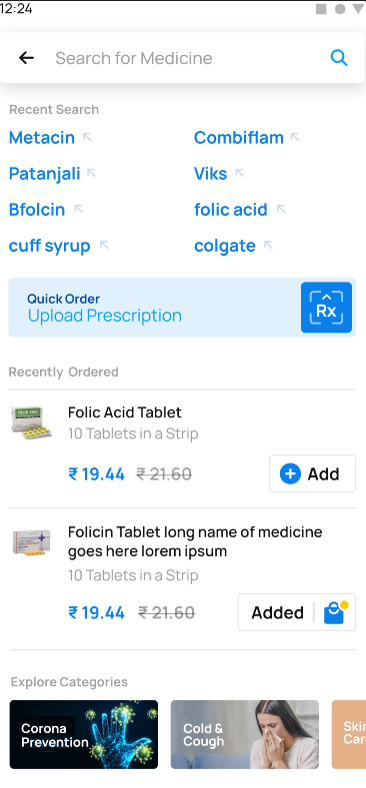 12:24
Search for Medicine
Recent Search
Metacin
Combiflam
Patanjali
Viks
Bfolcin
folic acid
cuff syrup
colgate
Quick Order
Upload Prescription
Rx
Recently Ordered
Folic Acid Tablet
10 Tablets in a Strip
₹ 19.44 ₹ 21.60
Add
Folicin Tablet long name of medicine
goes here lorem ipsum
10 Tablets in a Strip
₹ 19.44 ₹ 21.60
Added
Explore Categories
Corona
Prevention
Cold &
Cough
Skin
Car